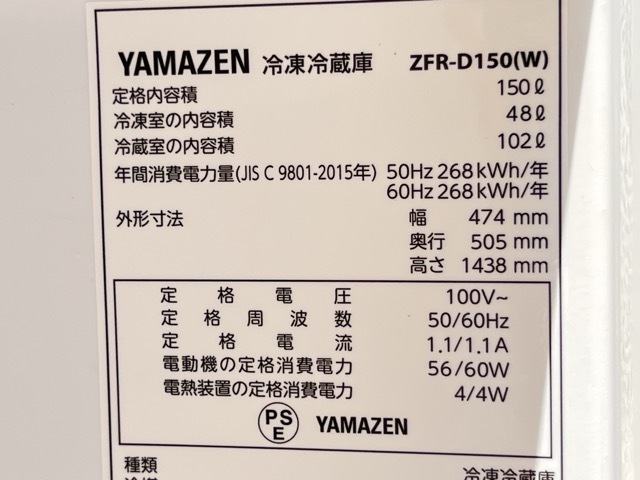 YAMAZEN 冷凍冷蔵庫 ZFR-D150(W)
定格内容積 150ℓ
冷凍室の内容積 48ℓ
冷蔵室の内容積 102ℓ
年間消費電力量(JIS C 9801-2015年) 50Hz 268kWh/年
60Hz 268kWh/年
外形寸法 幅 474 mm
奥行 505 mm
高さ 1438 mm
定格電圧 100V~
定格周波数 50/60Hz
定格電流 1.1/1.1A
電動機の定格消費電力 56/60W
電熱装置の定格消費電力 4/4W
PSE YAMAZEN
種類 冷凍冷蔵庫